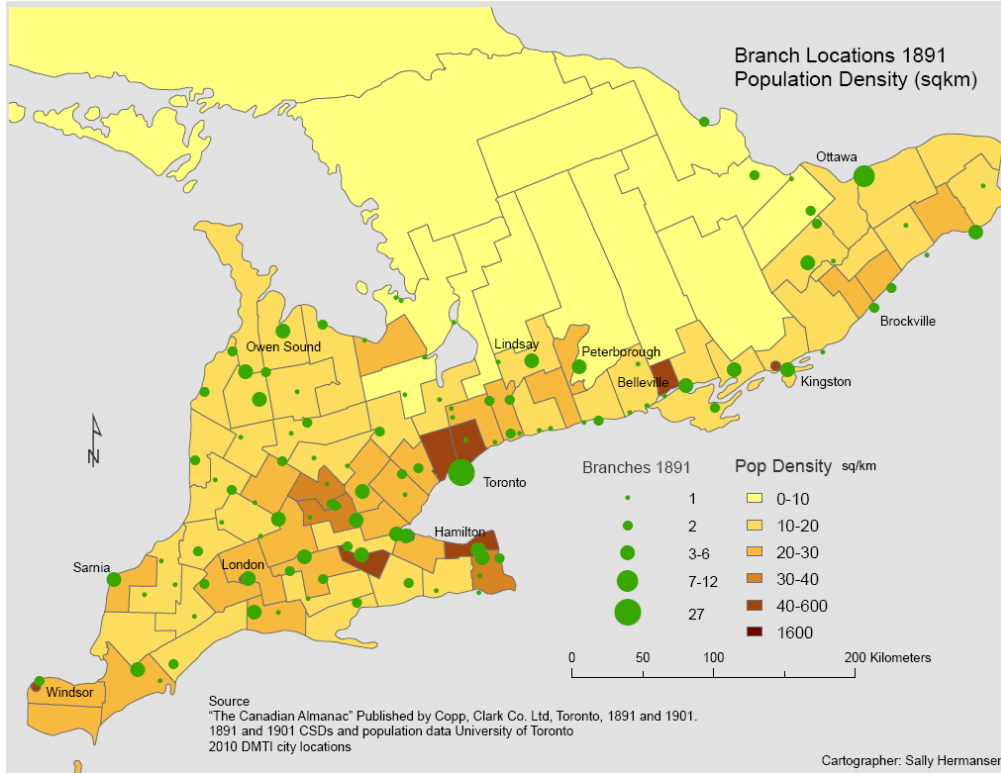 Branch Locations 1891
Population Density (sqkm)
Ottawa
Brockville
Lindsay
Peterborough
Belleville
Kingston
Owen Sound
N
Toronto
Hamilton
Sarnia
London
Windsor
Branches 1891
1
2
3-6
7-12
27
Pop Density sq/km
0-10
10-20
20-30
30-40
40-600
1600
0 50 100 200 Kilometers
Source
"The Canadian Almanac" Published by Copp, Clark Co. Ltd, Toronto, 1891 and 1901.
1891 and 1901 CSDs and population data University of Toronto
2010 DMTI city locations
Cartographer: Sally Hermansen